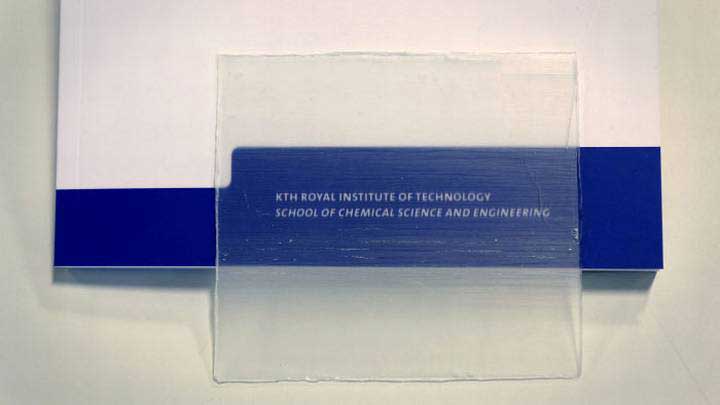 KTH ROYAL INSTITUTE OF TECHNOLOGY
SCHOOL OF CHEMICAL SCIENCE AND ENGINEERING